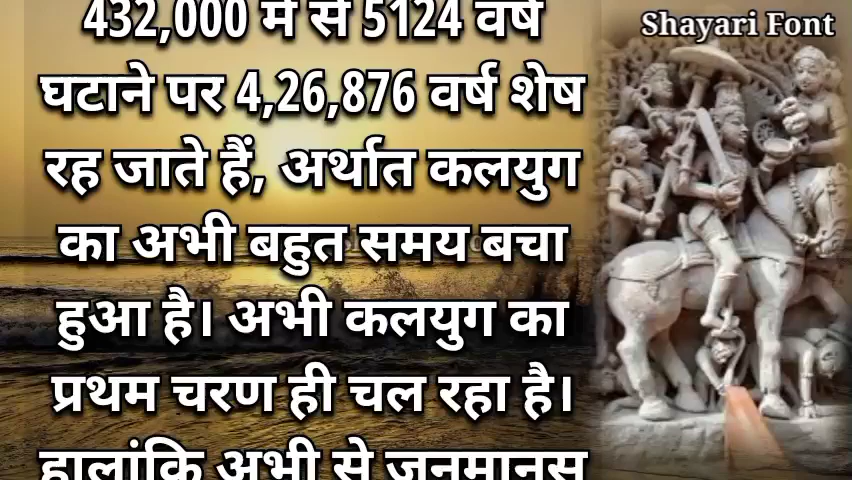 432,000 में से 5124 वर्ष
घटाने पर 4,26,876 वर्ष शेष
रह जाते हैं, अर्थात कलयुग
का अभी बहुत समय बचा
हुआ है। अभी कलयुग का
प्रथम चरण ही चल रहा है।
हालांकि अभी से जनमानस
Shayari Font